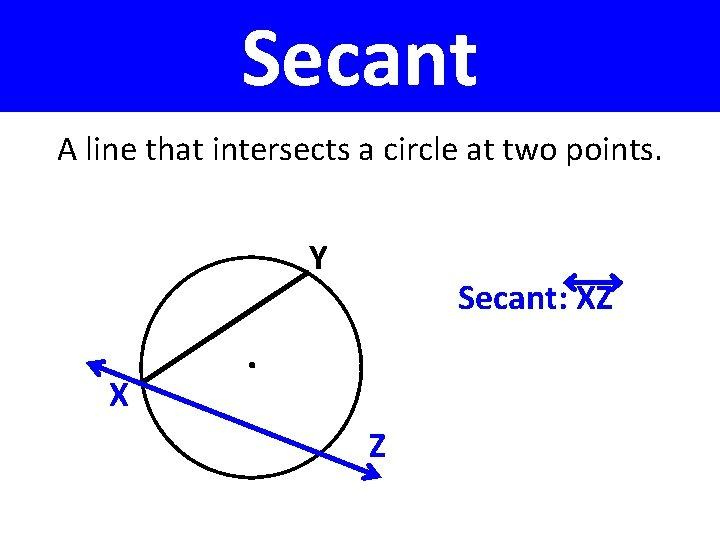 Secant
A line that intersects a circle at two points.
Y
Secant: XZ
X
Z